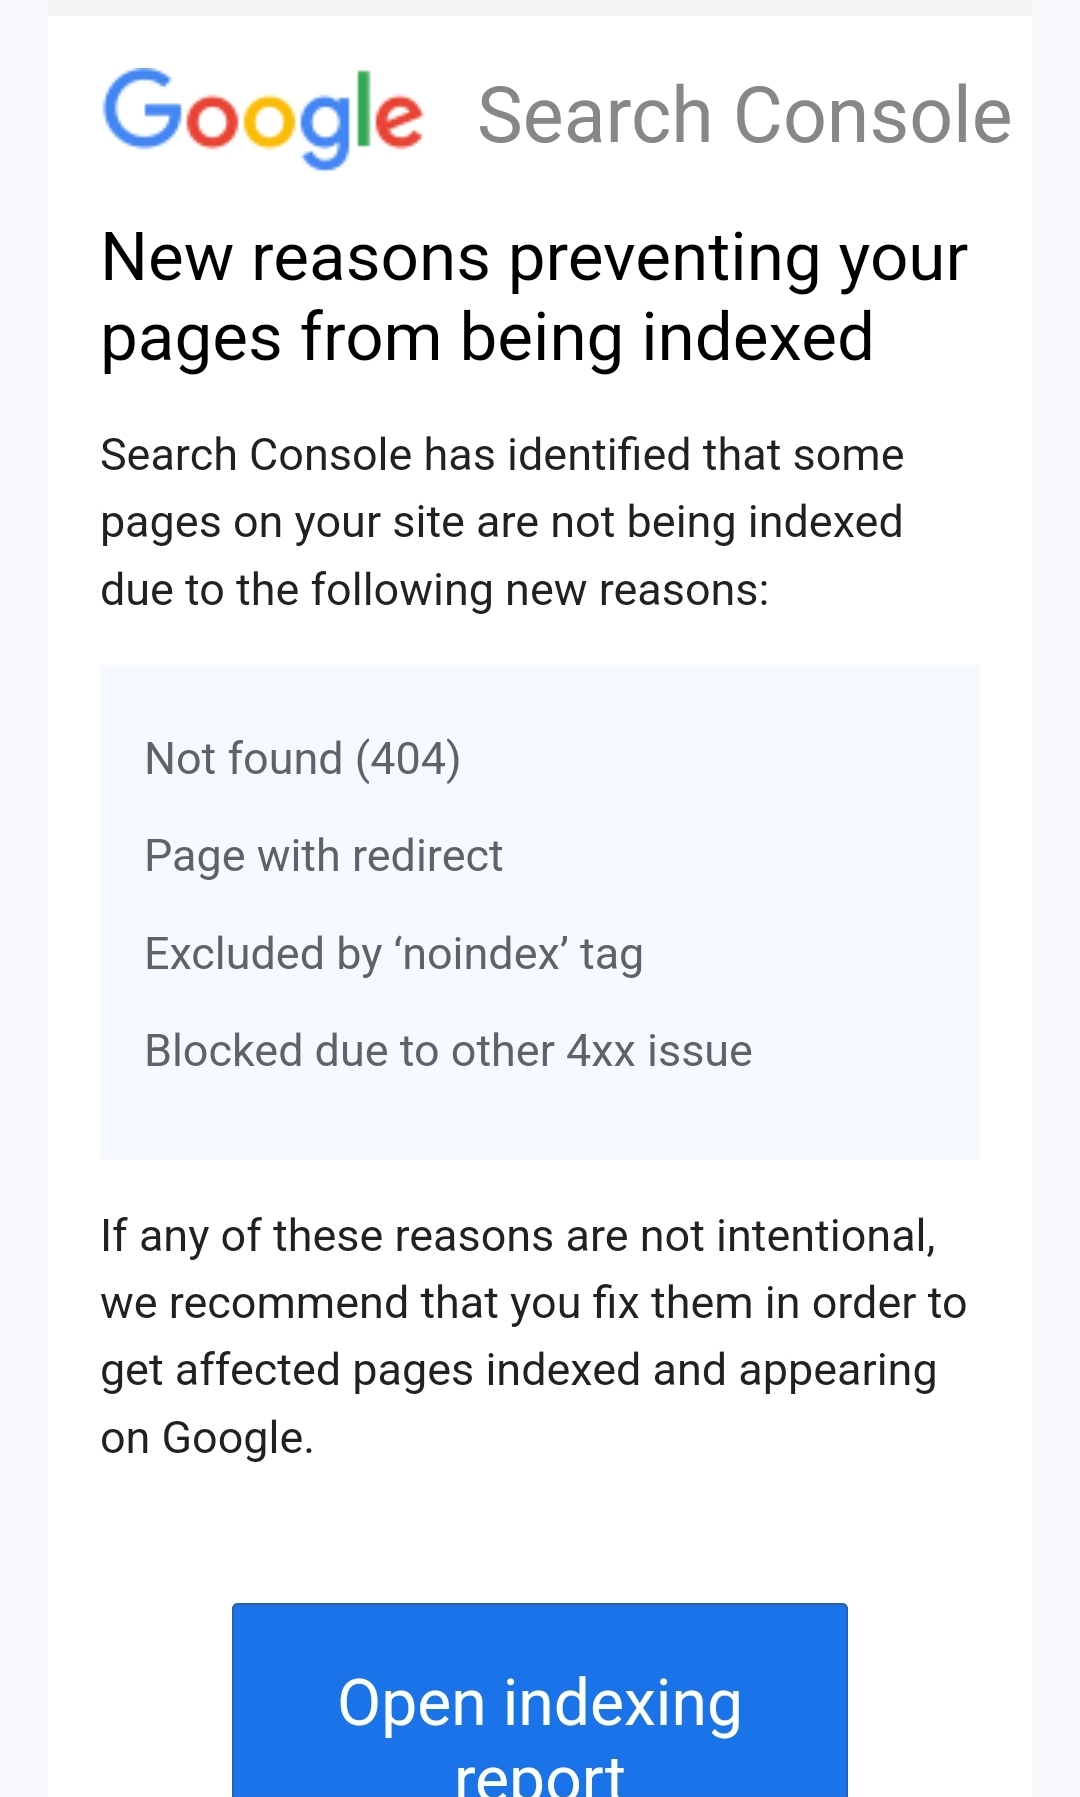 Google Search Console
New reasons preventing your
pages from being indexed
Search Console has identified that some
pages on your site are not being indexed
due to the following new reasons:
Not found (404)
Page with redirect
Excluded by ‘noindex’ tag
Blocked due to other 4xx issue
If any of these reasons are not intentional,
we recommend that you fix them in order to
get affected pages indexed and appearing
on Google.
Open indexing
report